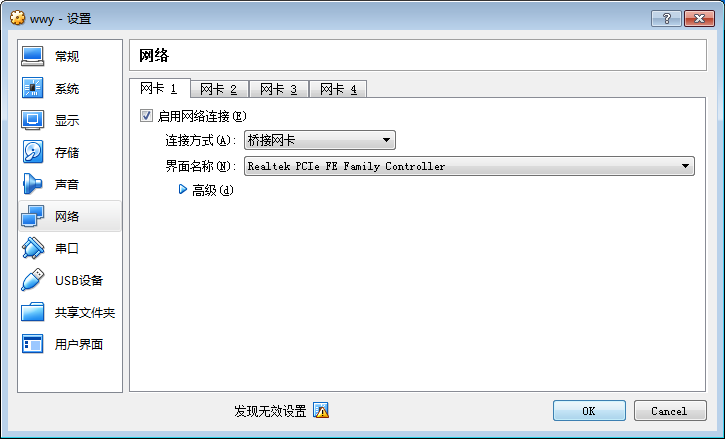 wwy - 设置
常规
系统
显示
存储
声音
网络
串口
USB设备
共享文件夹
用户界面
网络
网卡 1 网卡 2 网卡 3 网卡 4
启用网络连接(E)
连接方式(A): 桥接网卡
界面名称(N): Realtek PCIe FE Family Controller
高级(d)
发现无效设置
OK Cancel